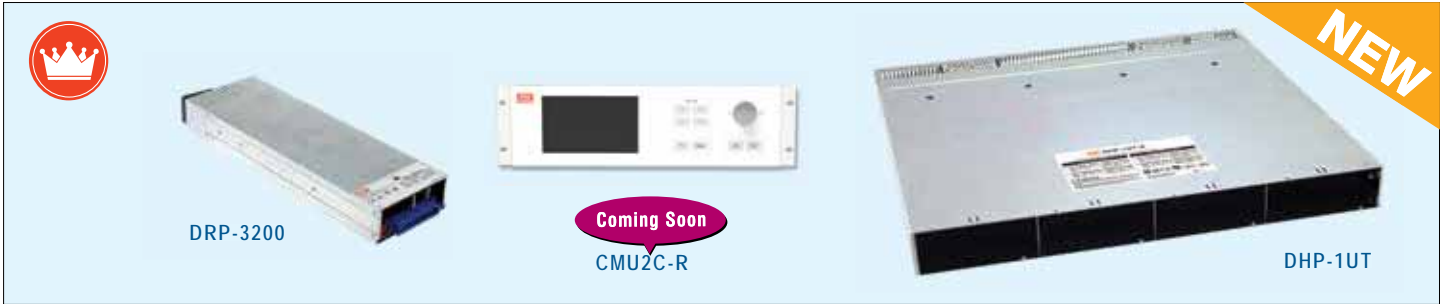 NEW
DRP-3200
Coming Soon
CMU2C-R
DHP-1UT